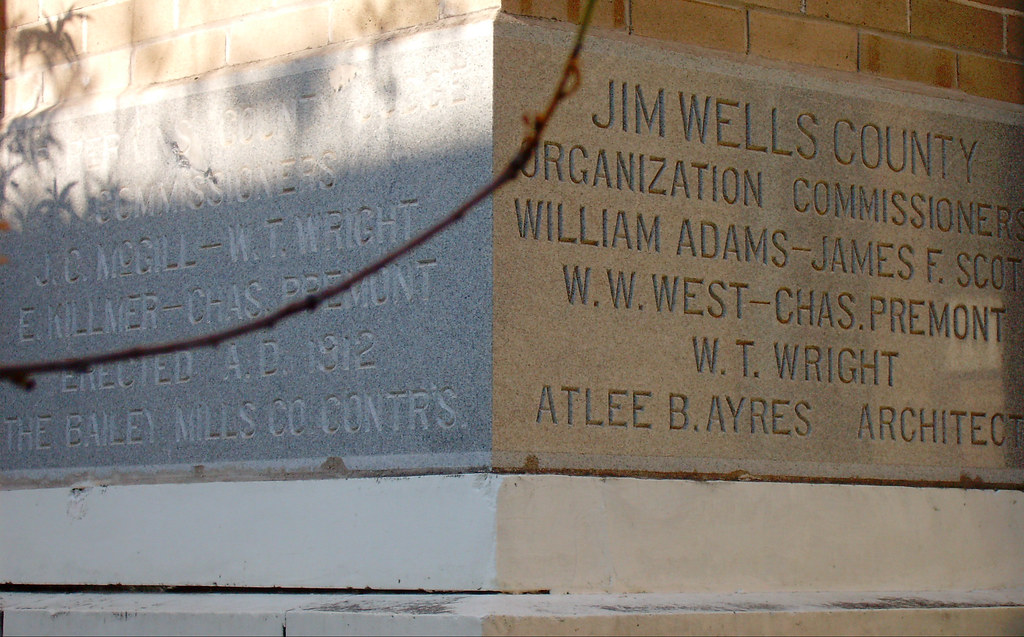 COMMISSIONERS
J. C. McGILL—W. T. WRIGHT
E KILLMER—CHAS. PREMONT
ERECTED A.D. 1912
THE BAILEY MILLS CO CONTR'S.
JIM WELLS COUNTY
ORGANIZATION COMMISSIONERS
WILLIAM ADAMS—JAMES F. SCOT
W. W. WEST—CHAS. PREMONT
W. T. WRIGHT
ATLEE B. AYRES ARCHITECT